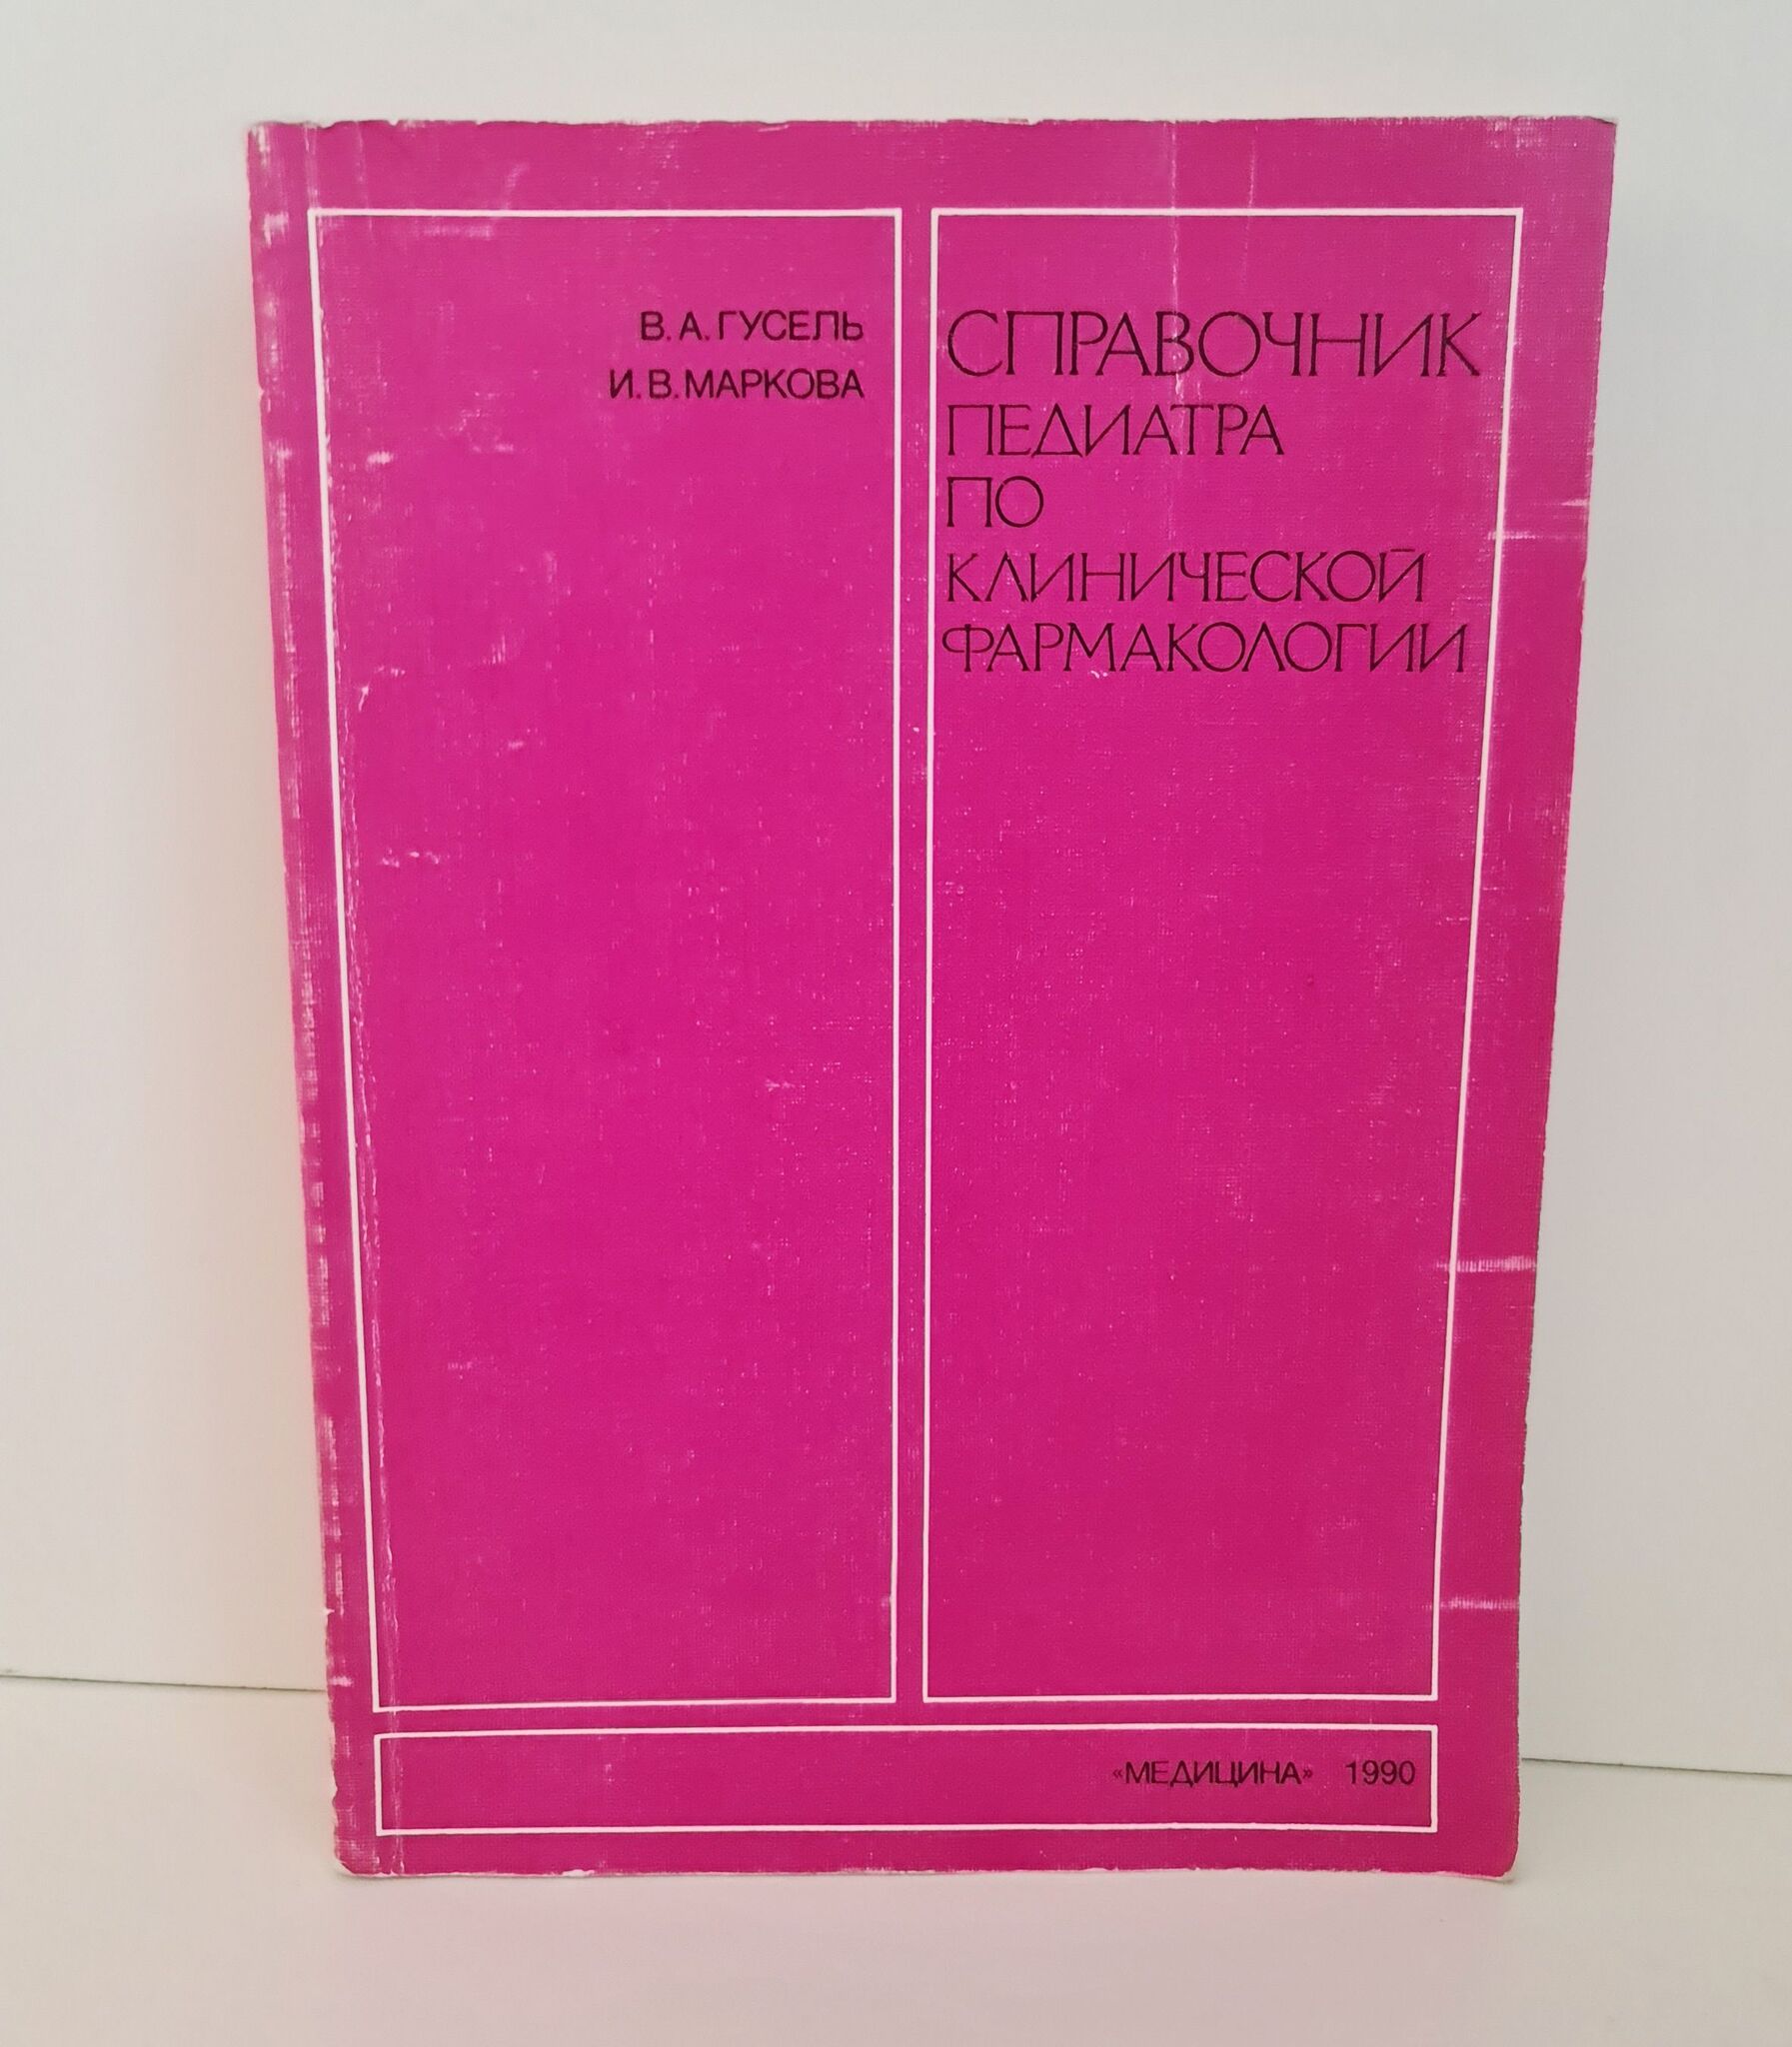 В. А. ГУСЕЛЬ
И. В. МАРКОВА
СПРАВОЧНИК
ПЕДИАТРА
ПО
КЛИНИЧЕСКОЙ
ФАРМАКОЛОГИИ
«МЕДИЦИНА» 1990